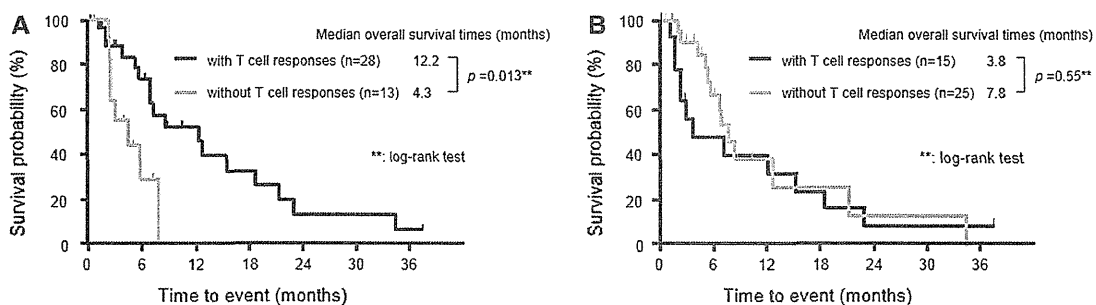 A
Survival probability (%)
100
80
60
40
20
0
Median overall survival times (months)
with T cell responses (n=28) 12.2
without T cell responses (n=13) 4.3
p =0.013**
**: log-rank test
0 6 12 18 24 30 36
Time to event (months)
B
Survival probability (%)
100
80
60
40
20
0
Median overall survival times (months)
with T cell responses (n=15) 3.8
without T cell responses (n=25) 7.8
p =0.55**
**: log-rank test
0 6 12 18 24 30 36
Time to event (months)